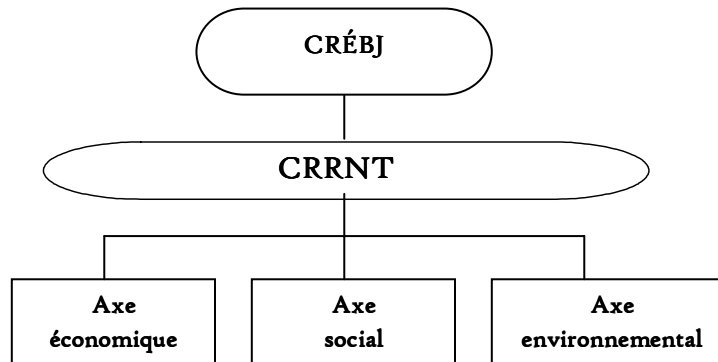 CRÉBJ
CRRNT
Axe
économique
Axe
social
Axe
environnemental